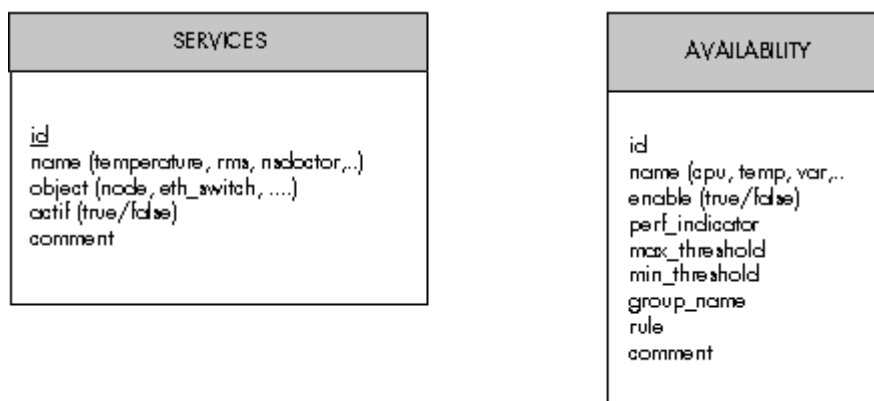 SERVICES
id
name (temperature, rms, nsdoctor,..)
object (node, eth_switch, ....)
actif (true/false)
comment
AVAILABILITY
id
name (cpu, temp, var,..
enable (true/false)
perf_indicator
max_threshold
min_threshold
group_name
rule
comment